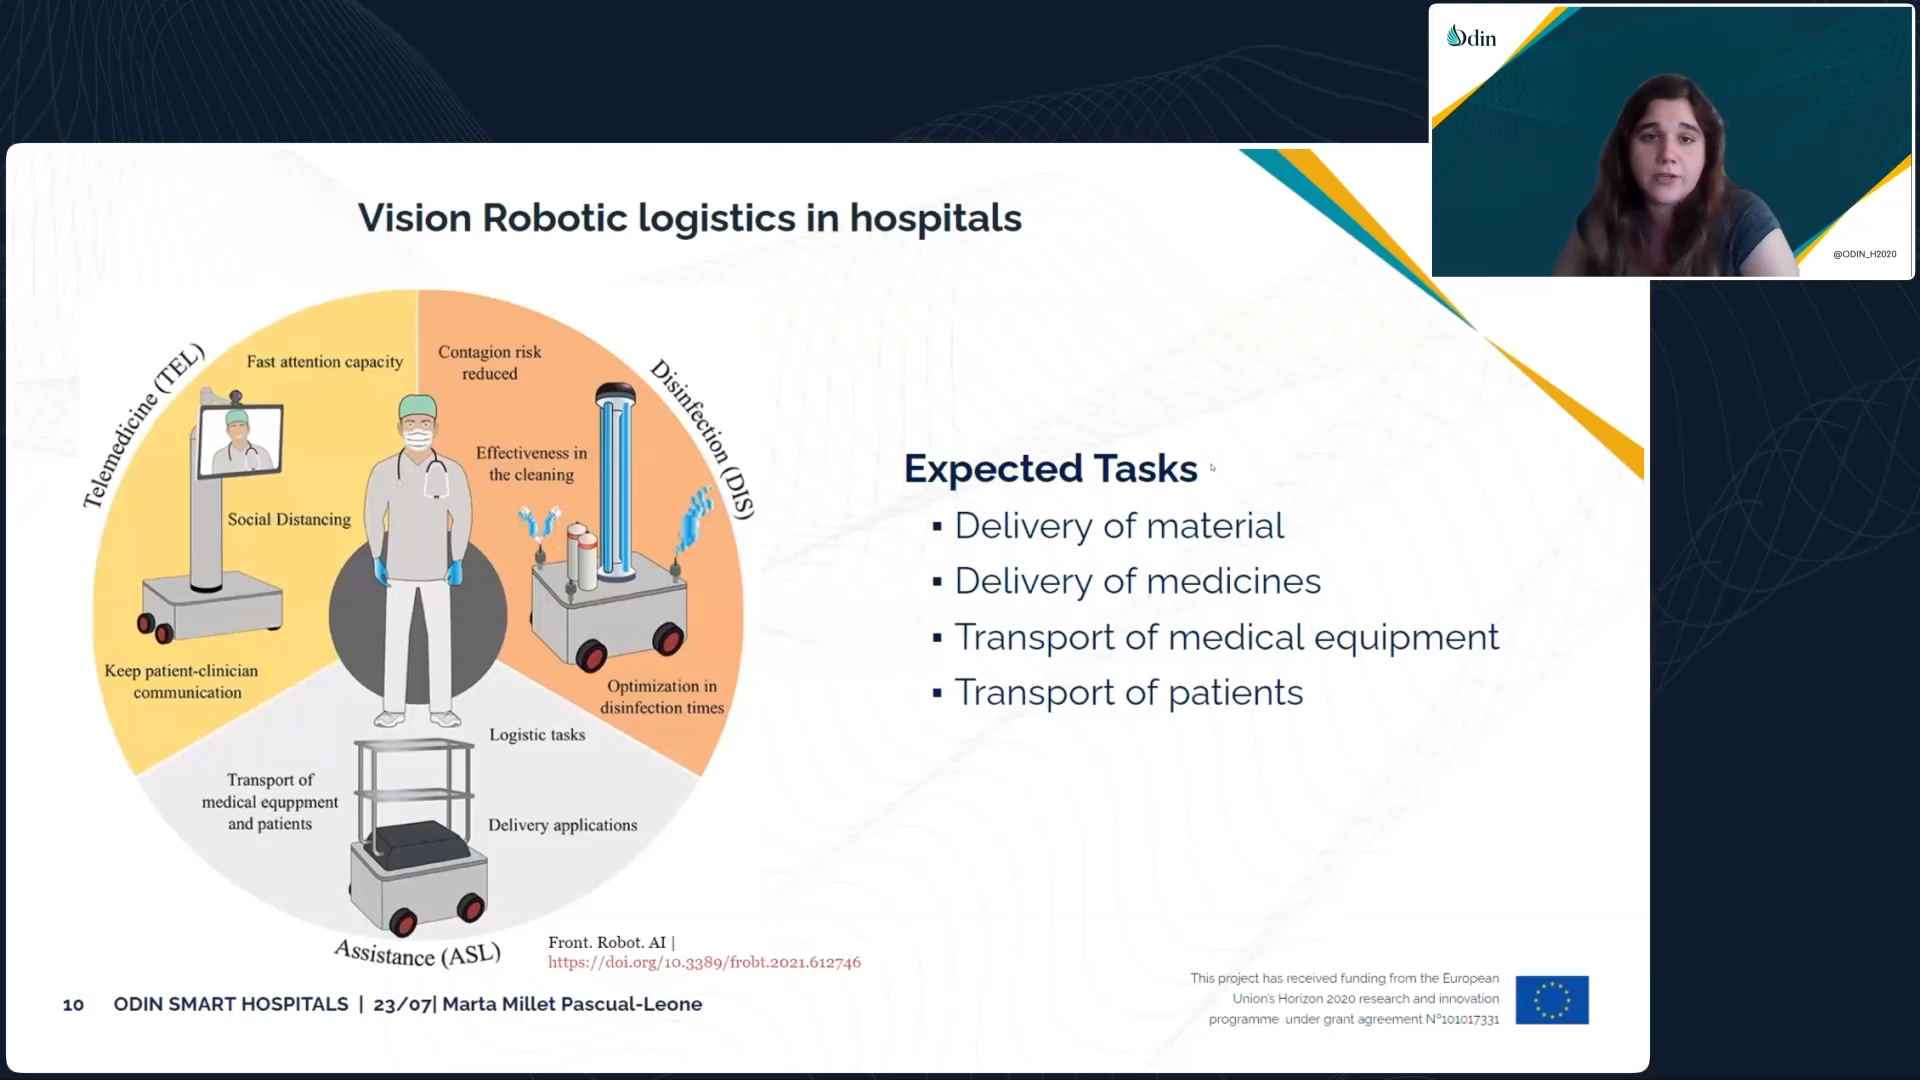 Odin
@ODIN_H2020
Vision Robotic logistics in hospitals
Telemedicine (TEL)
Fast attention capacity
Social Distancing
Keep patient-clinician
communication
Contagion risk
reduced
Effectiveness in
the cleaning
Optimization in
disinfection times
Disinfection (DIS)
Logistic tasks
Transport of
medical equppment
and patients
Delivery applications
Assistance (ASL)
Front. Robot. AI |
https://doi.org/10.3389/frobt.2021.612746
Expected Tasks
▪ Delivery of material
▪ Delivery of medicines
▪ Transport of medical equipment
▪ Transport of patients
10 ODIN SMART HOSPITALS | 23/07| Marta Millet Pascual-Leone
This project has received funding from the European
Union's Horizon 2020 research and innovation
programme under grant agreement Nº101017331